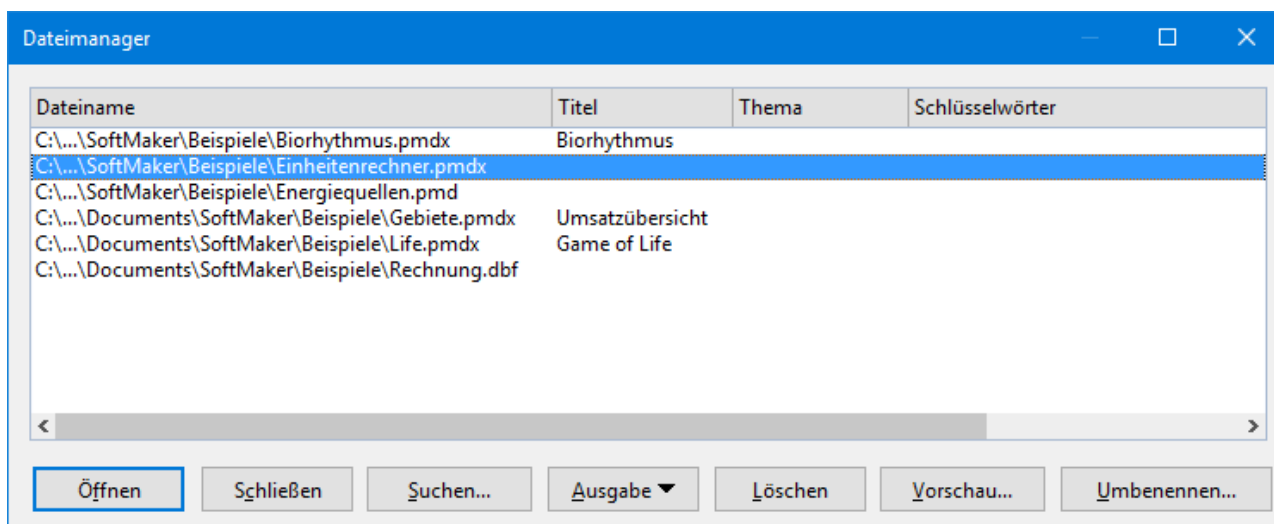 Dateimanager
Dateiname Titel Thema Schlüsselwörter
C:\...\SoftMaker\Beispiele\Biorhythmus.pmdx Biorhythmus
C:\...\SoftMaker\Beispiele\Einheitenrechner.pmdx
C:\...\SoftMaker\Beispiele\Energiequellen.pmd
C:\...\Documents\SoftMaker\Beispiele\Gebiete.pmdx Umsatzübersicht
C:\...\Documents\SoftMaker\Beispiele\Life.pmdx Game of Life
C:\...\Documents\SoftMaker\Beispiele\Rechnung.dbf
Öffnen Schließen Suchen... Ausgabe Löschen Vorschau... Umbenennen...